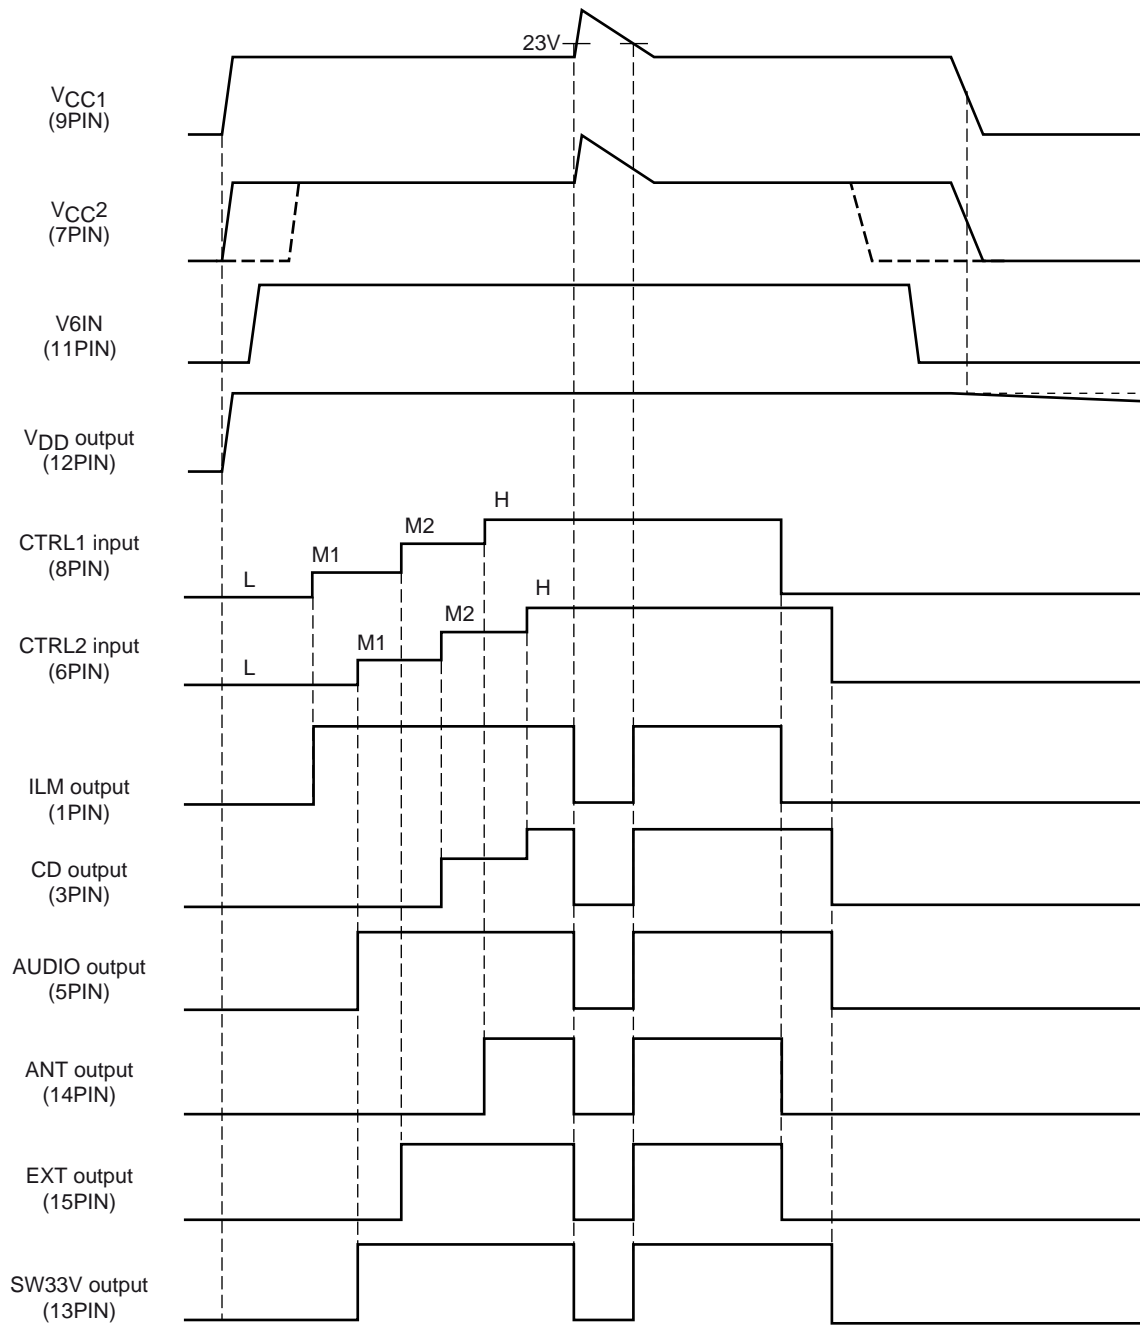 23V
VCC1
(9PIN)
VCC2
(7PIN)
V6IN
(11PIN)
VDD output
(12PIN)
H
M2
CTRL1 input
(8PIN)
M1
L
H
M2
CTRL2 input
(6PIN)
M1
L
ILM output
(1PIN)
CD output
(3PIN)
AUDIO output
(5PIN)
ANT output
(14PIN)
EXT output
(15PIN)
SW33V output
(13PIN)